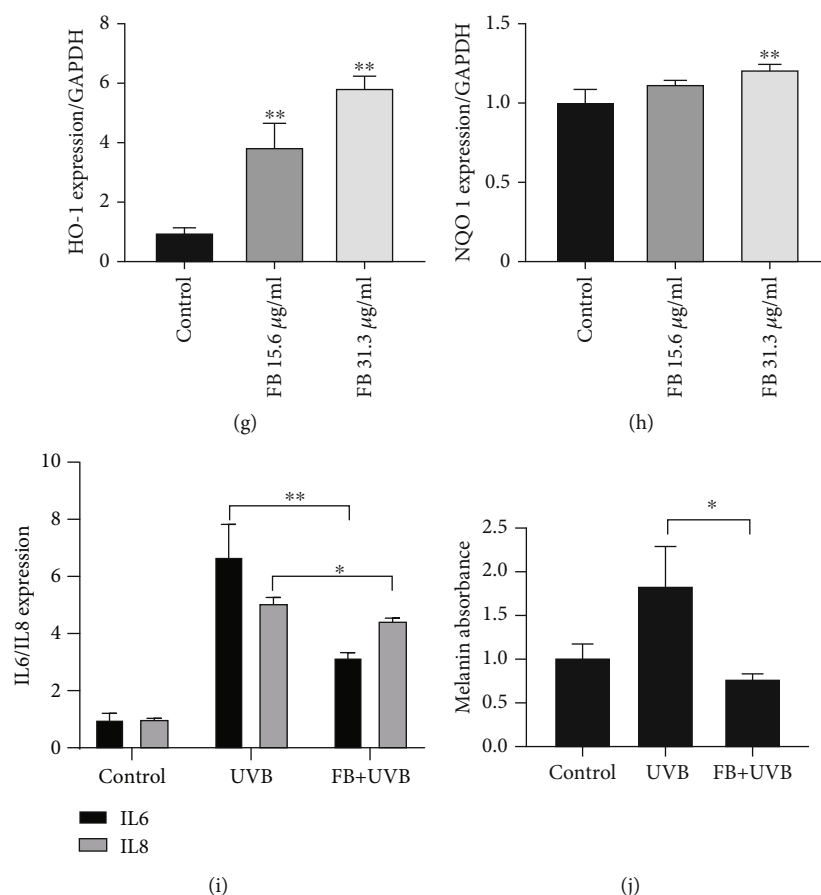 HO-1 expression/GAPDH
8
6
4
2
0
**
**
Control
FB 15.6 μg/ml
FB 31.3 μg/ml
(g)
NQO 1 expression/GAPDH
1.5
1.0
0.5
0.0
**
Control
FB 15.6 μg/ml
FB 31.3 μg/ml
(h)
IL6/IL8 expression
10
8
6
4
2
0
**
*
Control UVB FB+UVB
IL6
IL8
(i)
Melanin absorbance
2.5
2.0
1.5
1.0
0.5
0.0
*
Control UVB FB+UVB
(j)